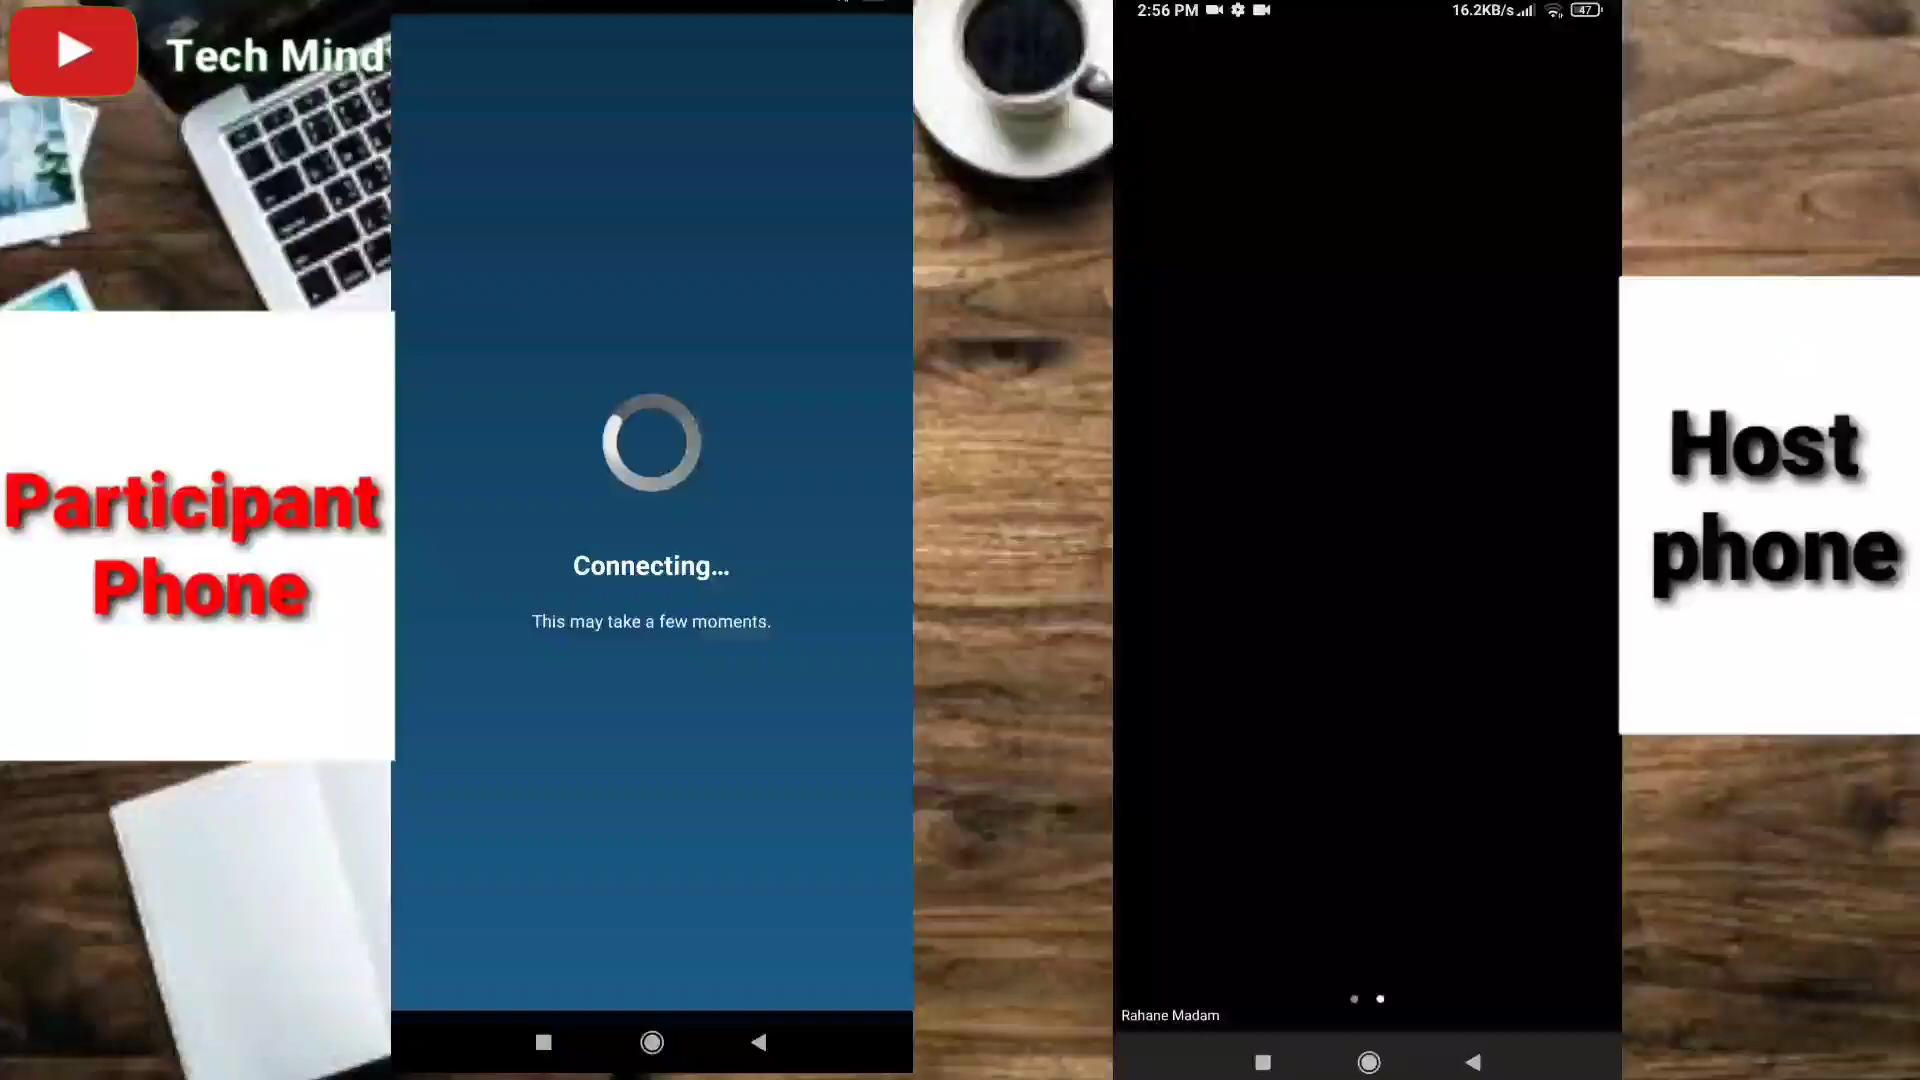 Tech Mind
2:56 PM
16.2KB/s
47
Participant
Phone
Connecting...
This may take a few moments.
Host
phone
Rahane Madam